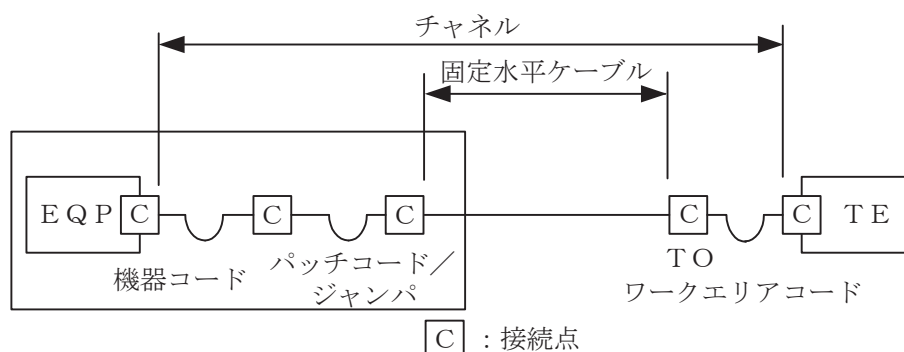 チャネル
固定水平ケーブル
ＥＱＰ C C C C C ＴＥ
機器コード
パッチコード／
ジャンパ
ＴＯ
ワークエリアコード
C ：接続点